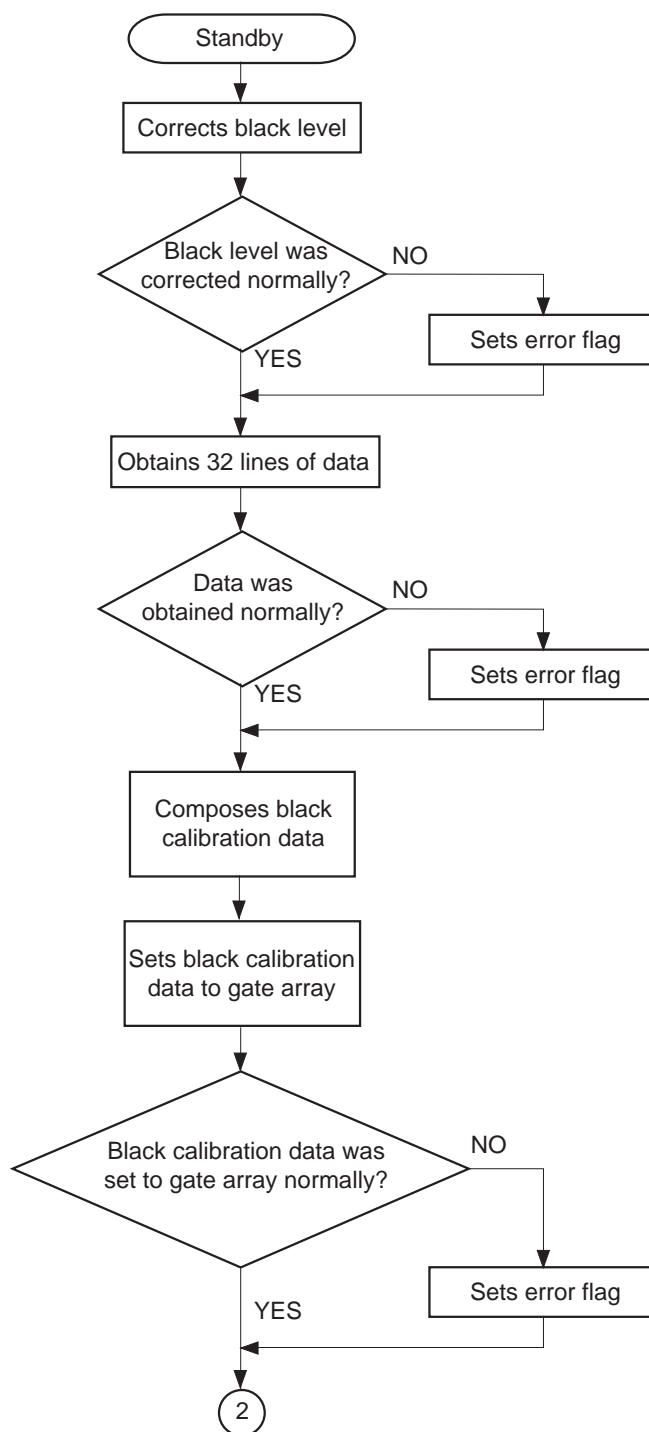 Standby
Corrects black level
Black level was
corrected normally?
NO
Sets error flag
YES
Obtains 32 lines of data
Data was
obtained normally?
NO
Sets error flag
YES
Composes black
calibration data
Sets black calibration
data to gate array
Black calibration data was
set to gate array normally?
NO
Sets error flag
YES
2